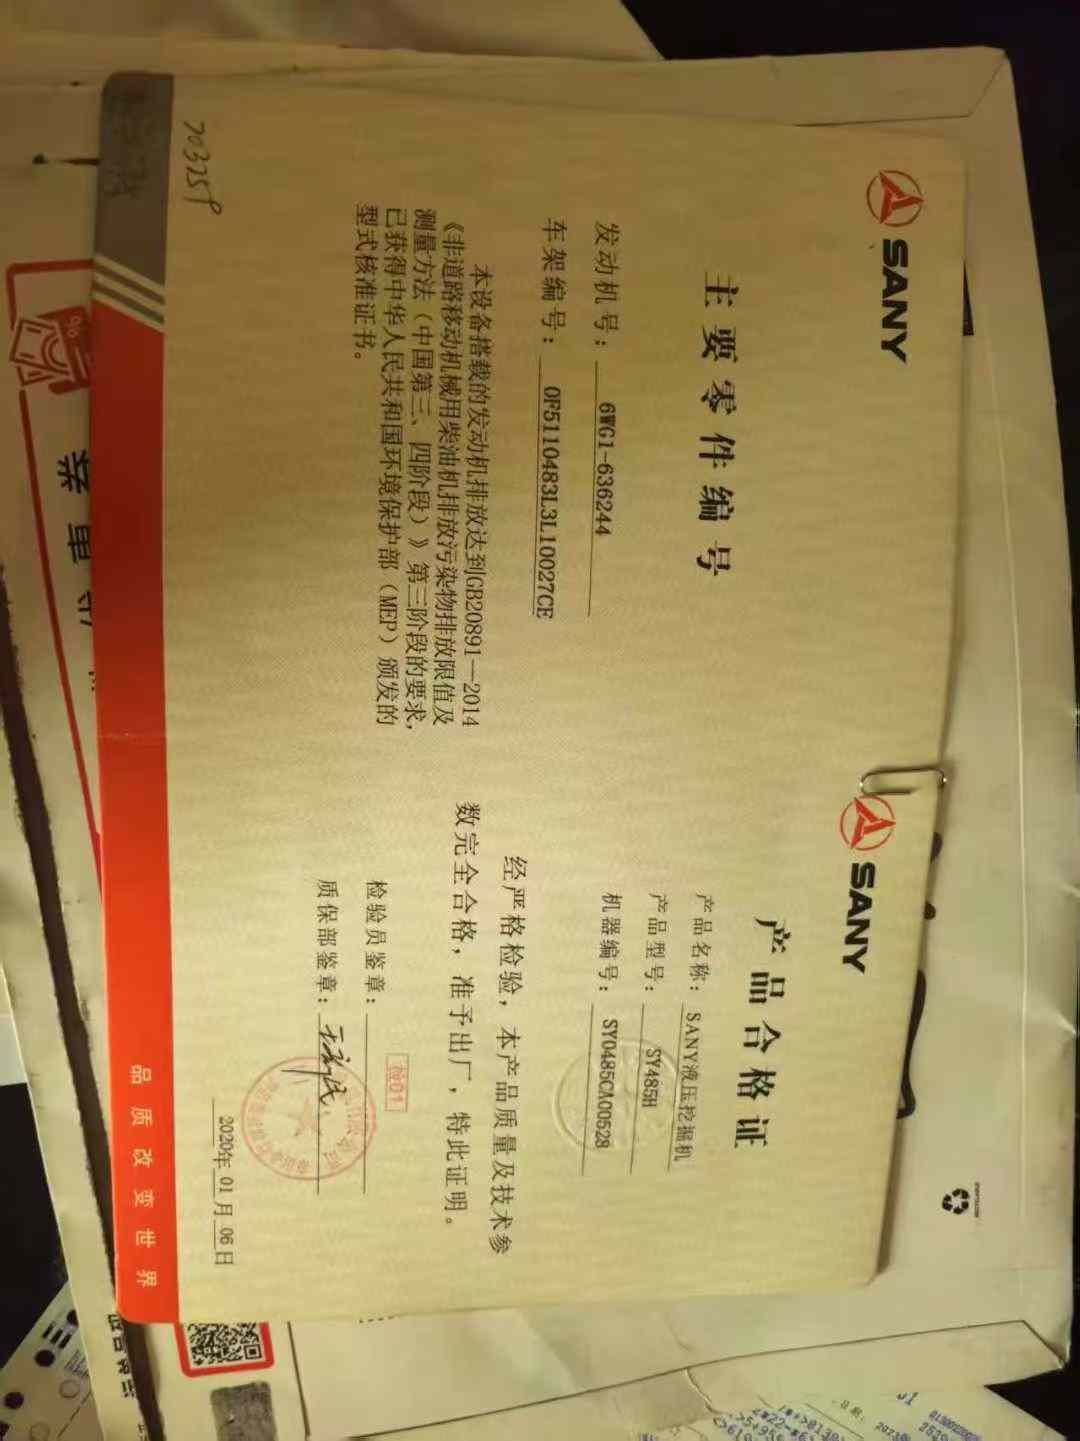 SANY
主要零件编号
发动机号： 6WG1-636244
车架编号： 0F5110483L3L10027CE
本设备搭载的发动机排放达到GB20891—2014
《非道路移动机械用柴油机排放污染物排放限值及
测量方法（中国第三、四阶段）》第三阶段的要求，
已获得中华人民共和国环境保护部（MEP）颁发的
型式核准证书。
703259
SANY
产品合格证
产品名称： SANY液压挖掘机
产品型号： SY485H
机器编号： SY0485CA00528
经严格检验，本产品质量及技术参
数完全合格，准予出厂，特此证明。
检验员鉴章：
检01
质保部鉴章：
2020年 01 月 06 日
品质改变世界